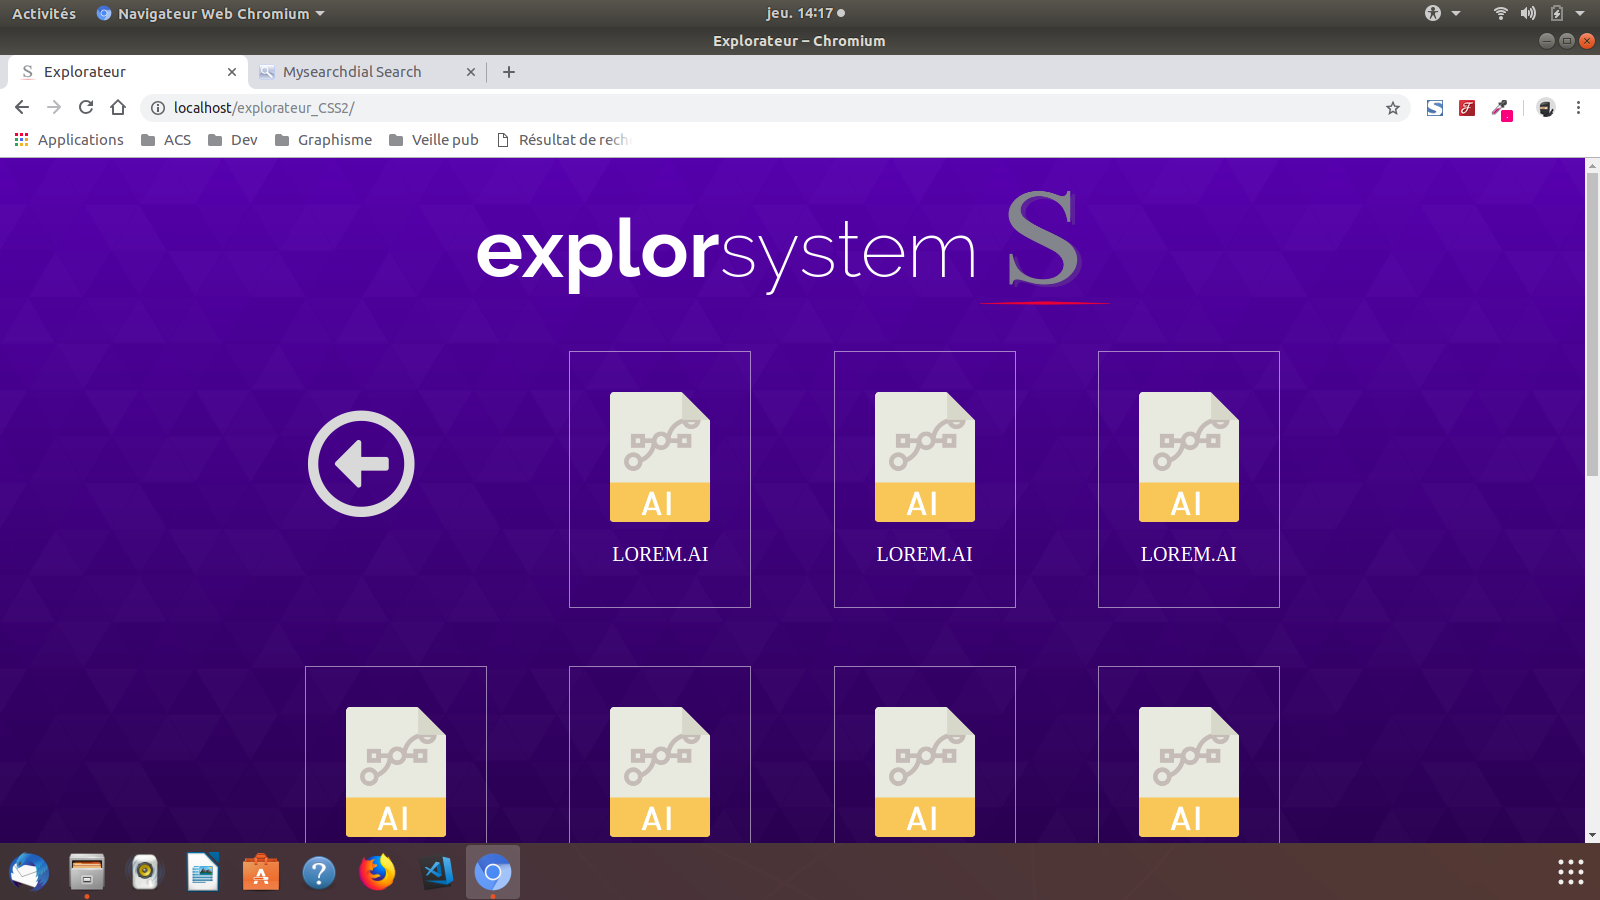 Activités Navigateur Web Chromium jeu. 14:17
Explorateur – Chromium
S Explorateur Mysearchdial Search
localhost/explorateur_CSS2/
Applications ACS Dev Graphisme Veille pub Résultat de rech
explorsystem S
AI AI AI
LOREM.AI LOREM.AI LOREM.AI
AI AI AI AI